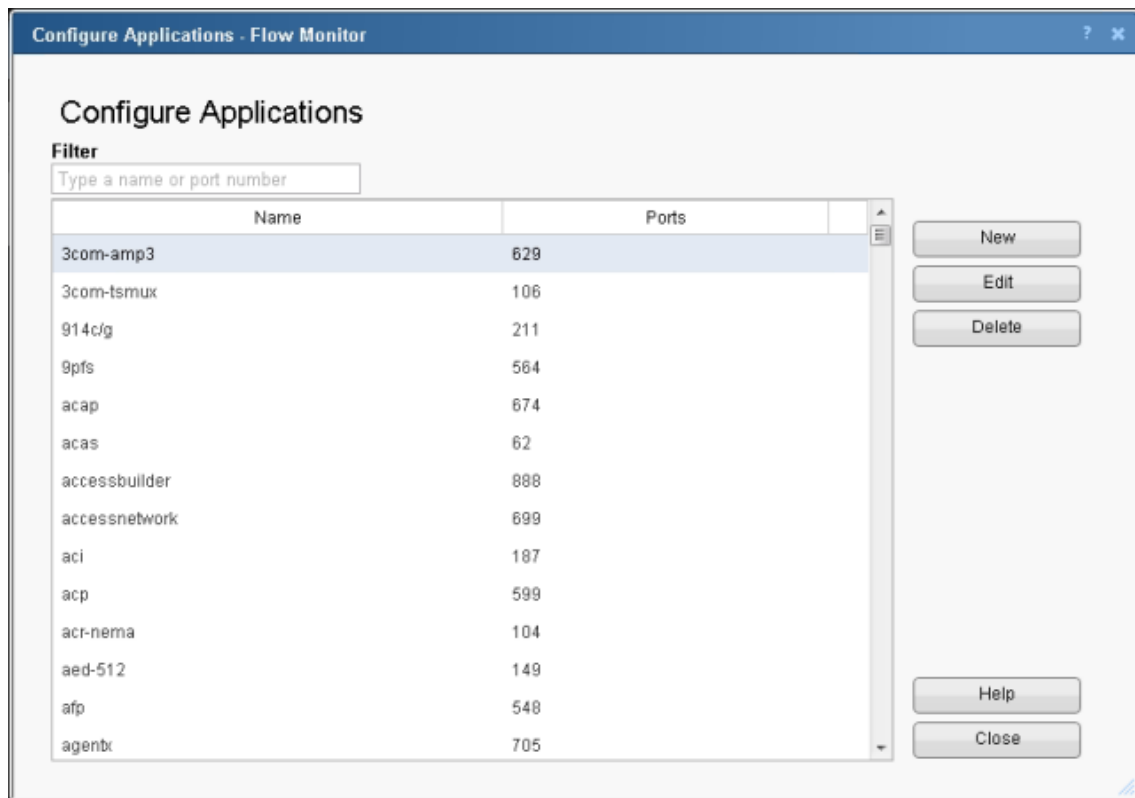 Configure Applications - Flow Monitor ? ×
Configure Applications
Filter
Type a name or port number
Name Ports
3com-amp3 629
3com-tsmux 106
914c/g 211
9pfs 564
acap 674
acas 62
accessbuilder 888
accessnetwork 699
aci 187
acp 599
acr-nema 104
aed-512 149
afp 548
agentx 705
New
Edit
Delete
Help
Close